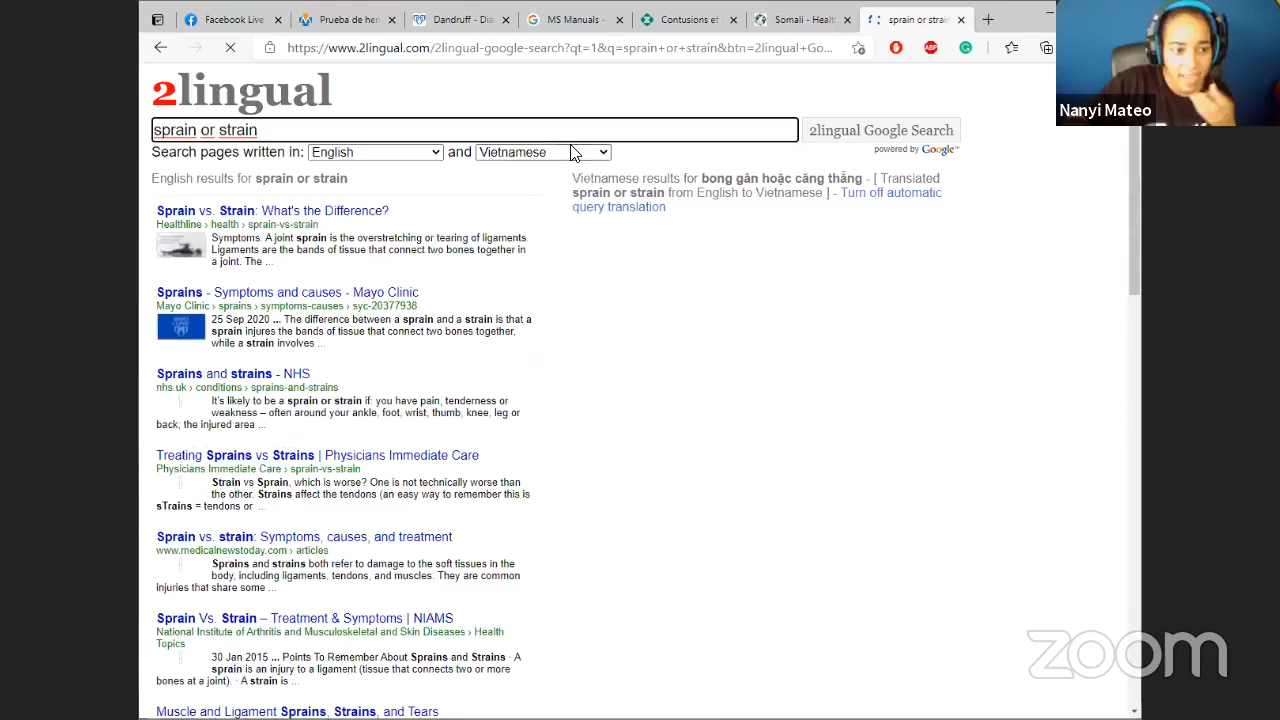 Facebook Live
Prueba de her
Dandruff - Dia
MS Manuals -
Contusions et
Somali - Healt
sprain or strain
https://www.2lingual.com/2lingual-google-search?qt=1&q=sprain+or+strain&btn=2lingual+Go...
ABP
Nanyi Mateo
2lingual
sprain or strain
2lingual Google Search
powered by Google™
Search pages written in: English and Vietnamese
English results for sprain or strain
Vietnamese results for bong gân hoặc căng thẳng - [ Translated
sprain or strain from English to Vietnamese ] - Turn off automatic
query translation
Sprain vs. Strain: What's the Difference?
Healthline › health › sprain-vs-strain
Symptoms. A joint sprain is the overstretching or tearing of ligaments.
Ligaments are the bands of tissue that connect two bones together in
a joint. The ...
Sprains - Symptoms and causes - Mayo Clinic
Mayo Clinic › sprains › symptoms-causes › syc-20377938
25 Sep 2020 ... The difference between a sprain and a strain is that a
sprain injures the bands of tissue that connect two bones together,
while a strain involves ...
Sprains and strains - NHS
nhs.uk › conditions › sprains-and-strains
It's likely to be a sprain or strain if: you have pain, tenderness or
weakness – often around your ankle, foot, wrist, thumb, knee, leg or
back; the injured area ...
Treating Sprains vs Strains | Physicians Immediate Care
Physicians Immediate Care › sprain-vs-strain
Strain vs Sprain, which is worse? One is not technically worse than
the other. Strains affect the tendons (an easy way to remember this is
sTrains = tendons or ...
Sprain vs. strain: Symptoms, causes, and treatment
www.medicalnewstoday.com › articles
Sprains and strains both refer to damage to the soft tissues in the
body, including ligaments, tendons, and muscles. They are common
injuries that share some ...
Sprain Vs. Strain – Treatment & Symptoms | NIAMS
National Institute of Arthritis and Musculoskeletal and Skin Diseases › Health
Topics
30 Jan 2015 ... Points To Remember About Sprains and Strains · A
sprain is an injury to a ligament (tissue that connects two or more
bones at a joint). · A strain is ...
Muscle and Ligament Sprains, Strains, and Tears
zoom